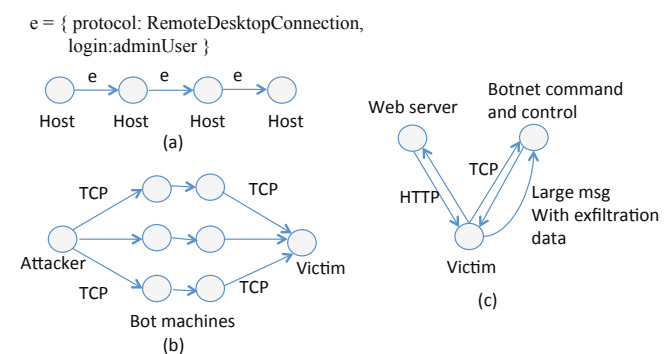 e = { protocol: RemoteDesktopConnection,
login:adminUser }
e e e
Host Host Host Host
(a)
TCP TCP
Attacker
Victim
TCP TCP
Bot machines
(b)
Botnet command
and control
Web server
TCP
HTTP
Large msg
With exfiltration
data
Victim
(c)